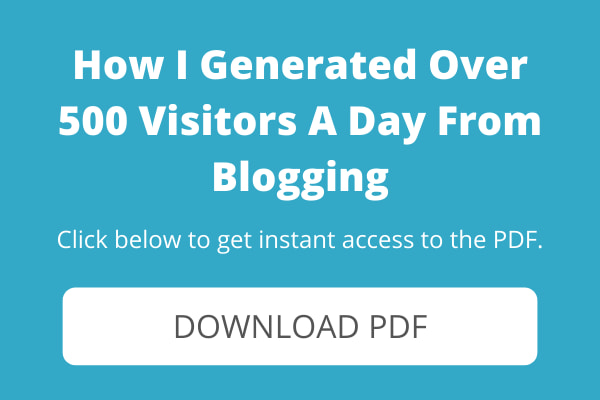 How I Generated Over
500 Visitors A Day From
Blogging
Click below to get instant access to the PDF.
DOWNLOAD PDF